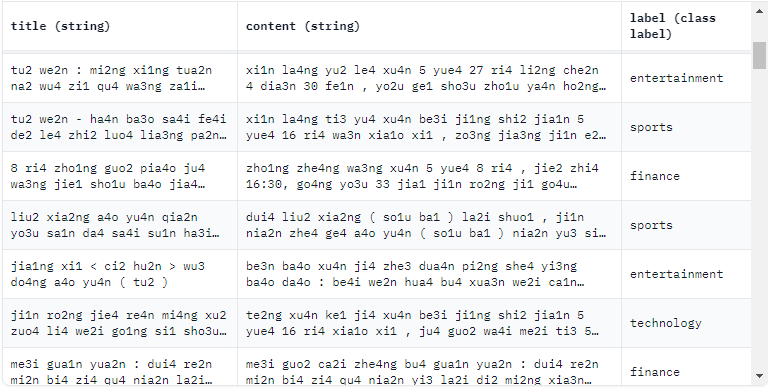 title (string)
content (string)
label (class
label)
tu2 we2n : mi2ng xi1ng tua2n
na2 wu4 zi1 qu4 wa3ng za1i…
xi1n la4ng yu2 le4 xu4n 5 yue4 27 ri4 li2ng che2n
4 dia3n 30 fe1n , yo2u ge1 sho3u zho1u ya4n ho2ng…
entertainment
tu2 we2n - ha4n ba3o sa4i fe4i
de2 le4 zhi2 luo4 lia3ng pa2n…
xi1n la4ng ti3 yu4 xu4n be3i ji1ng shi2 jia1n 5
yue4 16 ri4 wa3n xia1o xi1 , zo3ng jia3ng ji1n e2…
sports
8 ri4 zho1ng guo2 pia4o ju4
wa3ng jie1 sho1u ba4o jia4…
zho1ng zhe4ng wa3ng xu4n 5 yue4 8 ri4 , jie2 zhi4
16:30, go4ng yo3u 33 jia1 ji1n ro2ng ji1 go4u…
finance
liu2 xia2ng a4o yu4n qia2n
yo3u sa1n da4 sa4i su1n ha3i…
dui4 liu2 xia2ng ( so1u ba1 ) la2i shuo1 , ji1n
nia2n zhe4 ge4 a4o yu4n ( so1u ba1 ) nia2n yu3 si…
sports
jia1ng xi1 < ci2 hu2n > wu3
do4ng a4o yu4n ( tu2 )
be3n ba4o xu4n ji4 zhe3 dua4n pi2ng she4 yi3ng
ba4o da4o : be4i we2n hua4 bu4 xua3n we2i ca1n…
entertainment
ji1n ro2ng jie4 re4n mi4ng xu2
zuo4 li4 we2i go1ng si1 sho3u…
te2ng xu4n ke1 ji4 xu4n be3i ji1ng shi2 jia1n 5
yue4 16 ri4 xia1o xi1 , ju4 guo2 wa4i me2i ti3 5…
technology
me3i gua1n yua2n : dui4 re2n
mi2n bi4 zi4 qu4 nia2n la2i…
me3i guo2 ca2i zhe4ng bu4 gua1n yua2n : dui4 re2n
mi2n bi4 zi4 qu4 nia2n yi3 la2i di2 mi2ng xia3n…
finance